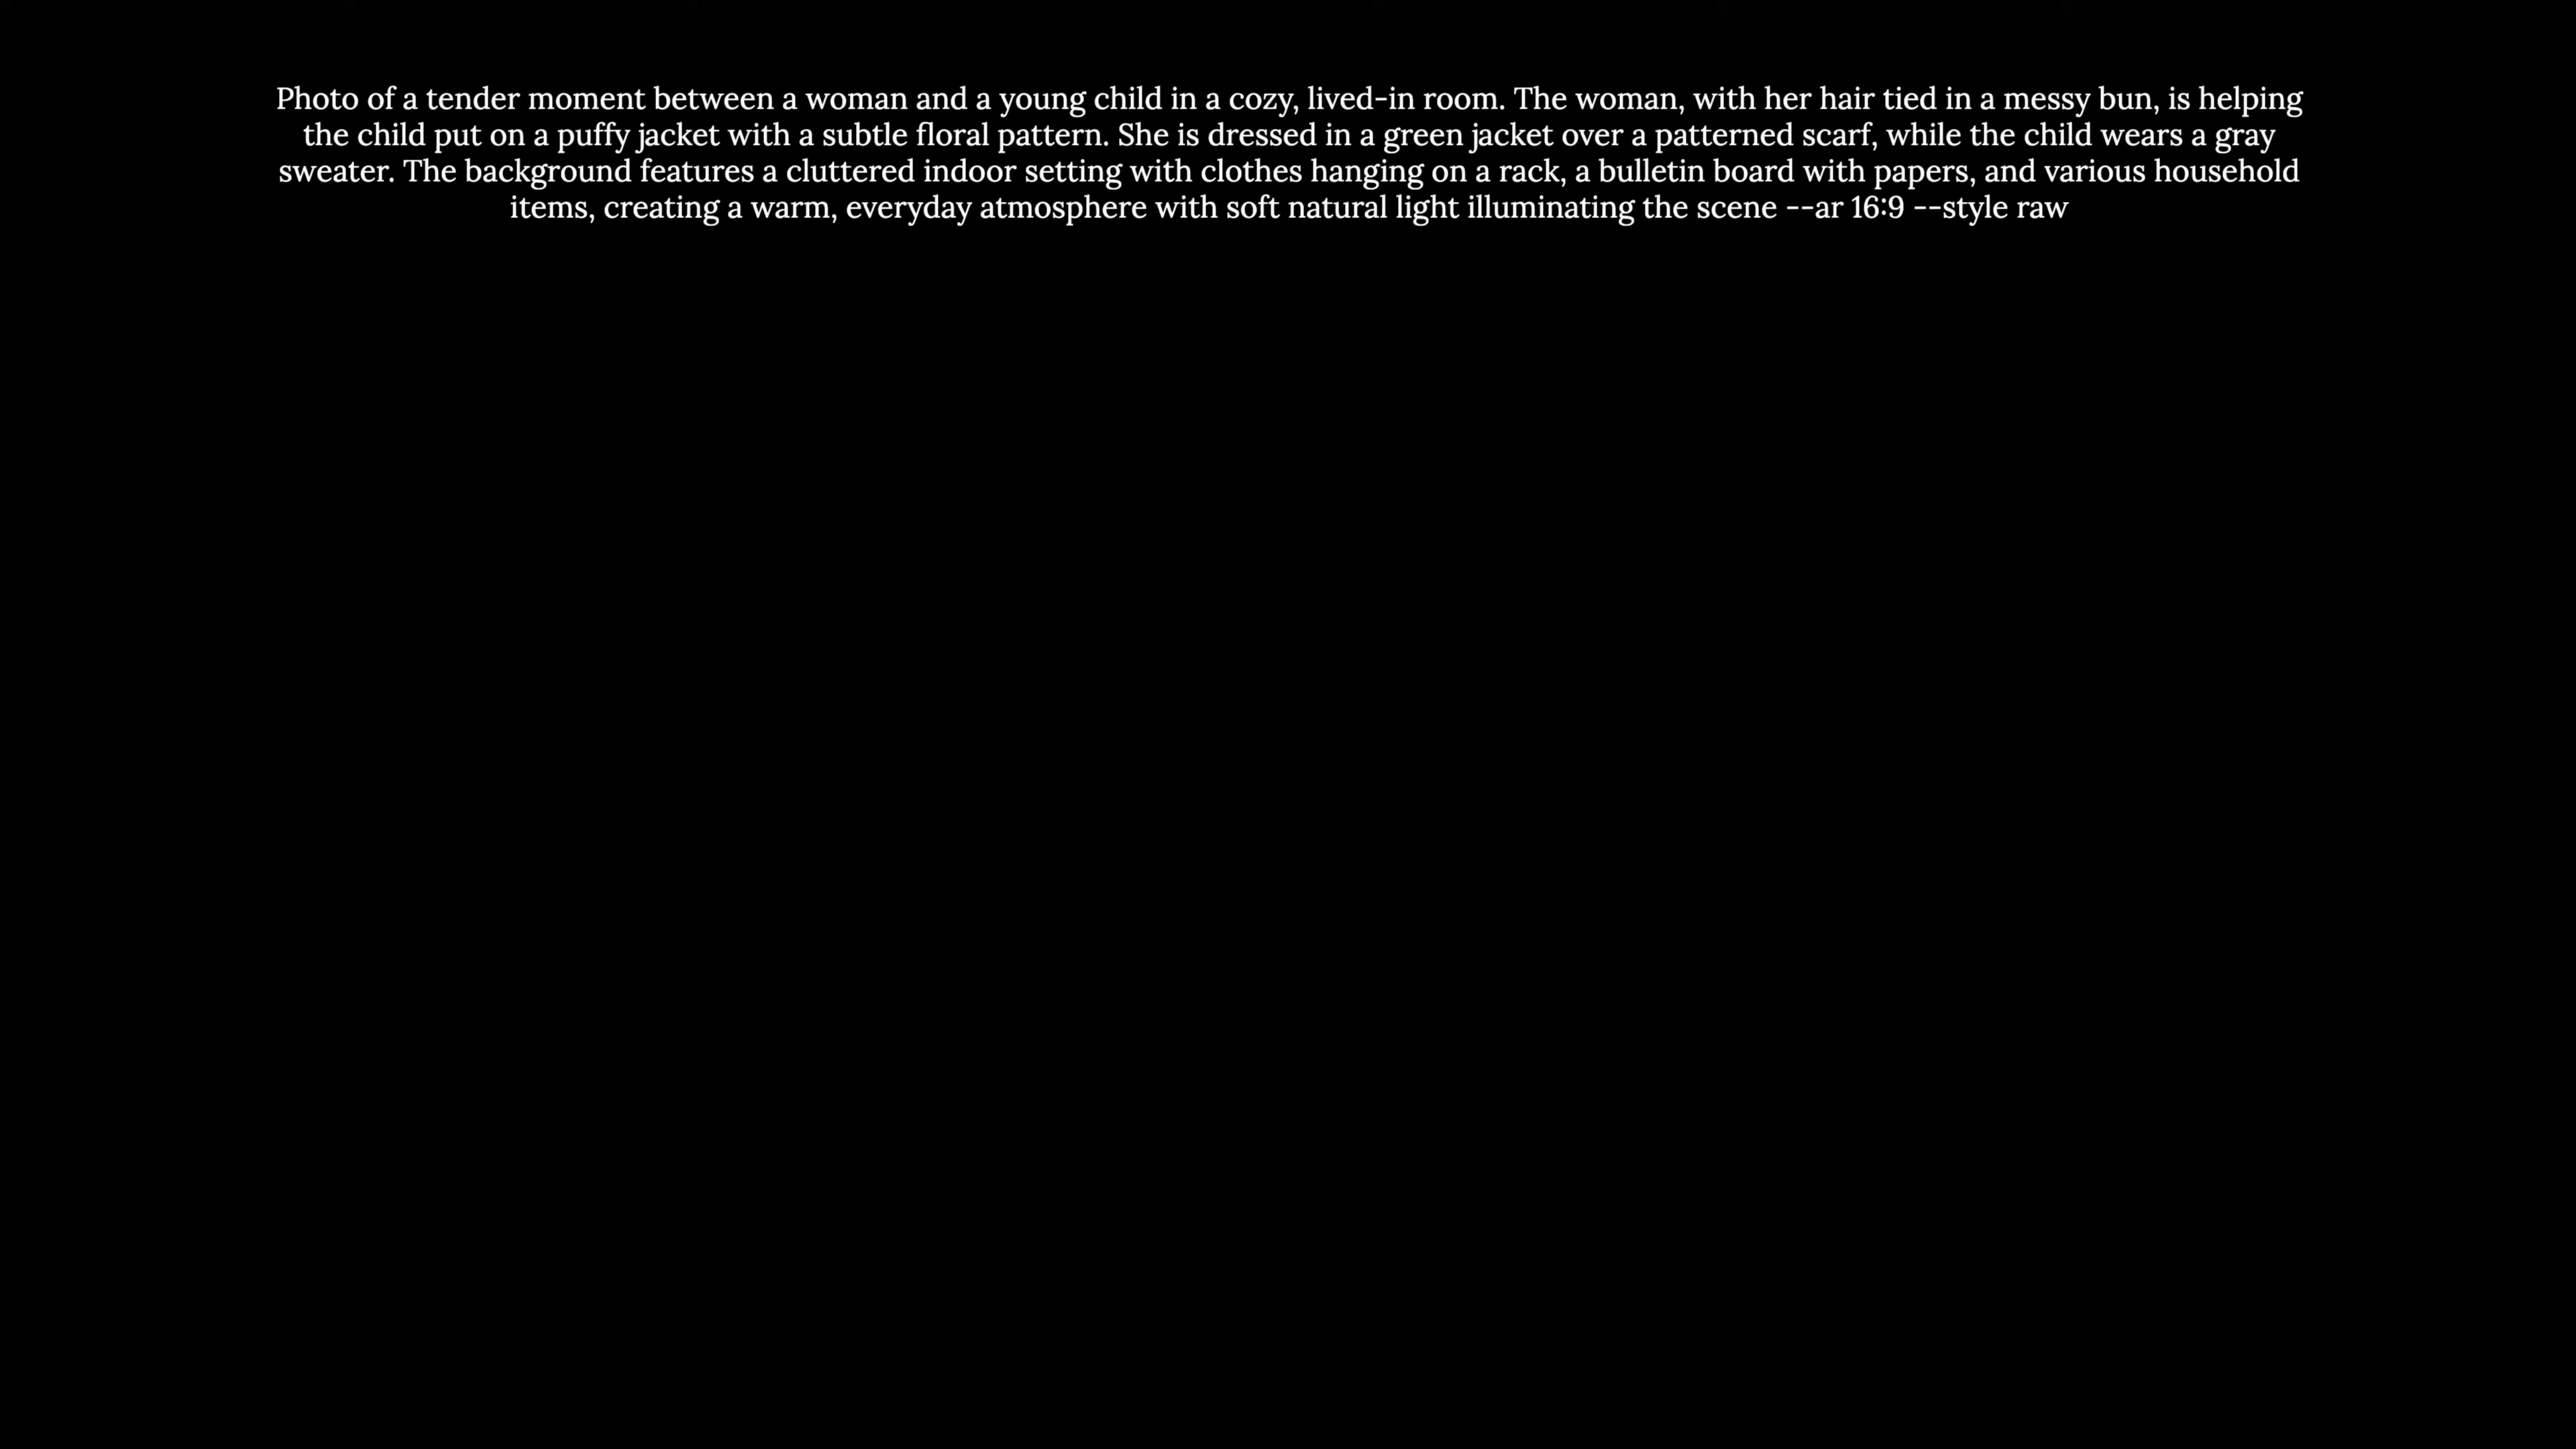 Photo of a tender moment between a woman and a young child in a cozy, lived-in room. The woman, with her hair tied in a messy bun, is helping
the child put on a puffy jacket with a subtle floral pattern. She is dressed in a green jacket over a patterned scarf, while the child wears a gray
sweater. The background features a cluttered indoor setting with clothes hanging on a rack, a bulletin board with papers, and various household
items, creating a warm, everyday atmosphere with soft natural light illuminating the scene --ar 16:9 --style raw